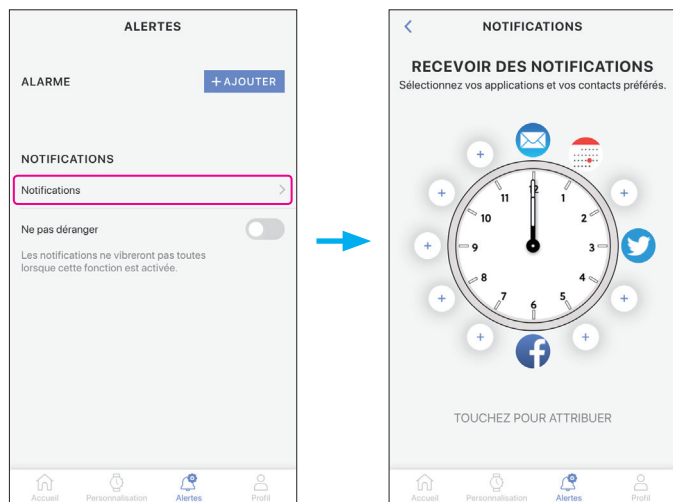 ALERTES
ALARME
+ AJOUTER
NOTIFICATIONS
Notifications
Ne pas déranger
Les notifications ne vibreront pas toutes
lorsque cette fonction est activée.
Accueil Personnalisation Alertes Profil
NOTIFICATIONS
RECEVOIR DES NOTIFICATIONS
Sélectionnez vos applications et vos contacts préférés.
12
1
2
3
4
5
6
7
8
9
10
11
TOUCHEZ POUR ATTRIBUER
Accueil Personnalisation Alertes Profil